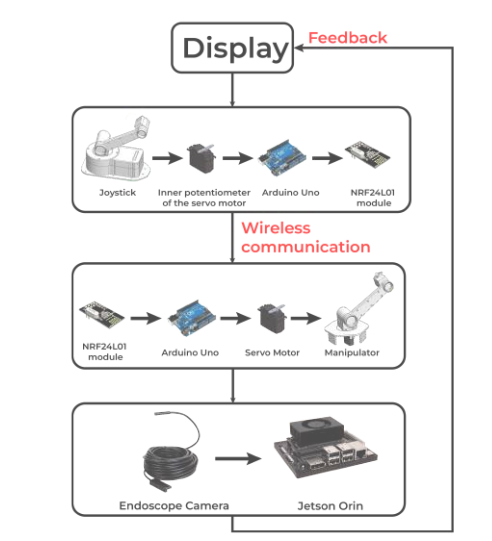 Display
Feedback
Joystick
Inner potentiometer
of the servo motor
Arduino Uno
NRF24L01
module
Wireless
communication
NRF24L01
module
Arduino Uno
Servo Motor
Manipulator
Endoscope Camera
Jetson Orin